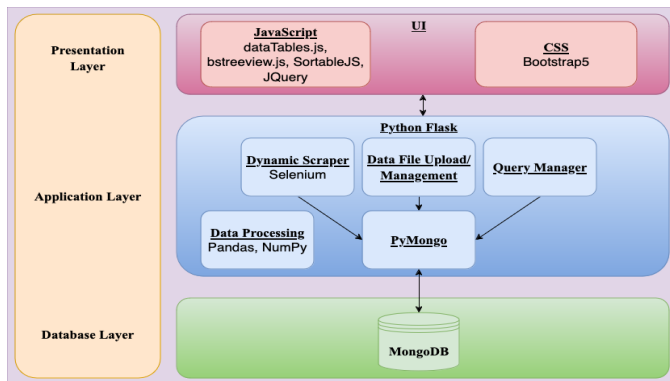 Presentation
Layer
UI
JavaScript
dataTables.js,
bstreeview.js, SortableJS,
JQuery
CSS
Bootstrap5
Application Layer
Python Flask
Dynamic Scraper
Selenium
Data File Upload/
Management
Query Manager
Data Processing
Pandas, NumPy
PyMongo
Database Layer
MongoDB